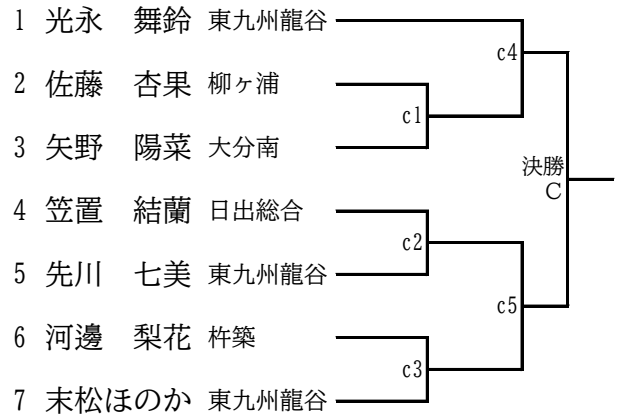 1 光永　舞鈴 東九州龍谷
c4
2 佐藤　杏果 柳ヶ浦
c1
3 矢野　陽菜 大分南
決勝
C
4 笠置　結蘭 日出総合
c2
5 先川　七美 東九州龍谷
c5
6 河邊　梨花 杵築
c3
7 末松ほのか 東九州龍谷